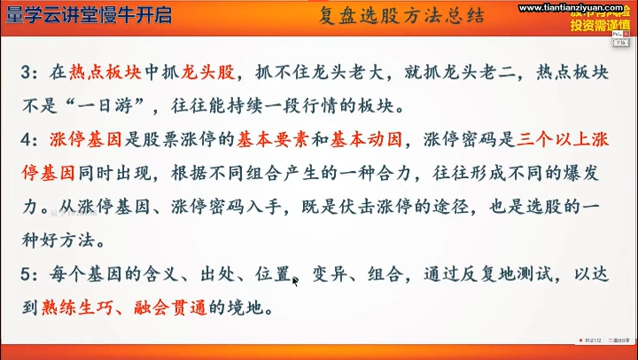 量学云讲堂慢牛开启
复盘选股方法总结
www.tiantianziyuan.com
投资需谨慎
3：在热点板块中抓龙头股，抓不住龙头老大，就抓龙头老二，热点板块
不是“一日游”，往往能持续一段行情的板块。
4：涨停基因是股票涨停的基本要素和基本动因，涨停密码是三个以上涨
停基因同时出现，根据不同组合产生的一种合力，往往形成不同的爆发
力。从涨停基因、涨停密码入手，既是伏击涨停的途径，也是选股的一
种好方法。
5：每个基因的含义、出处、位置、变异、组合，通过反复地测试，以达
到熟练生巧、融会贯通的境地。